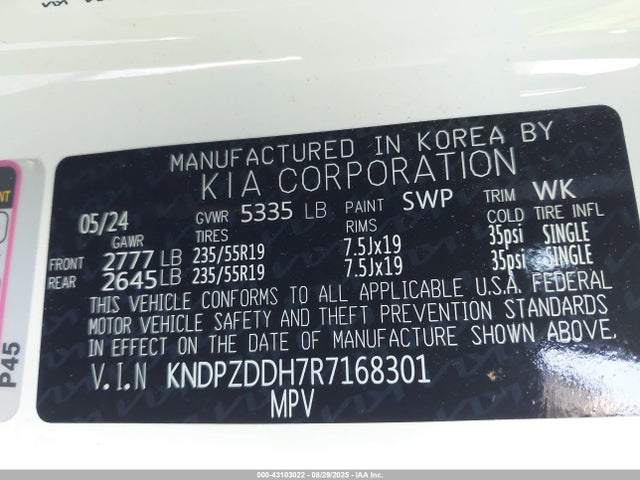 MANUFACTURED IN KOREA BY
KIA CORPORATION
05/24 GVWR 5335 LB PAINT SWP TRIM WK
GAWR TIRES RIMS COLD TIRE INFL
FRONT 2777 LB 235/55R19 7.5Jx19 35psi SINGLE
REAR 2645 LB 235/55R19 7.5Jx19 35psi SINGLE
THIS VEHICLE CONFORMS TO ALL APPLICABLE U.S.A. FEDERAL
MOTOR VEHICLE SAFETY AND THEFT PREVENTION STANDARDS
IN EFFECT ON THE DATE OF MANUFACTURE SHOWN ABOVE.
V.I.N KNDPZDDH7R7168301
MPV
P45
000-43103022 - 08/29/2025 - IAA Inc.